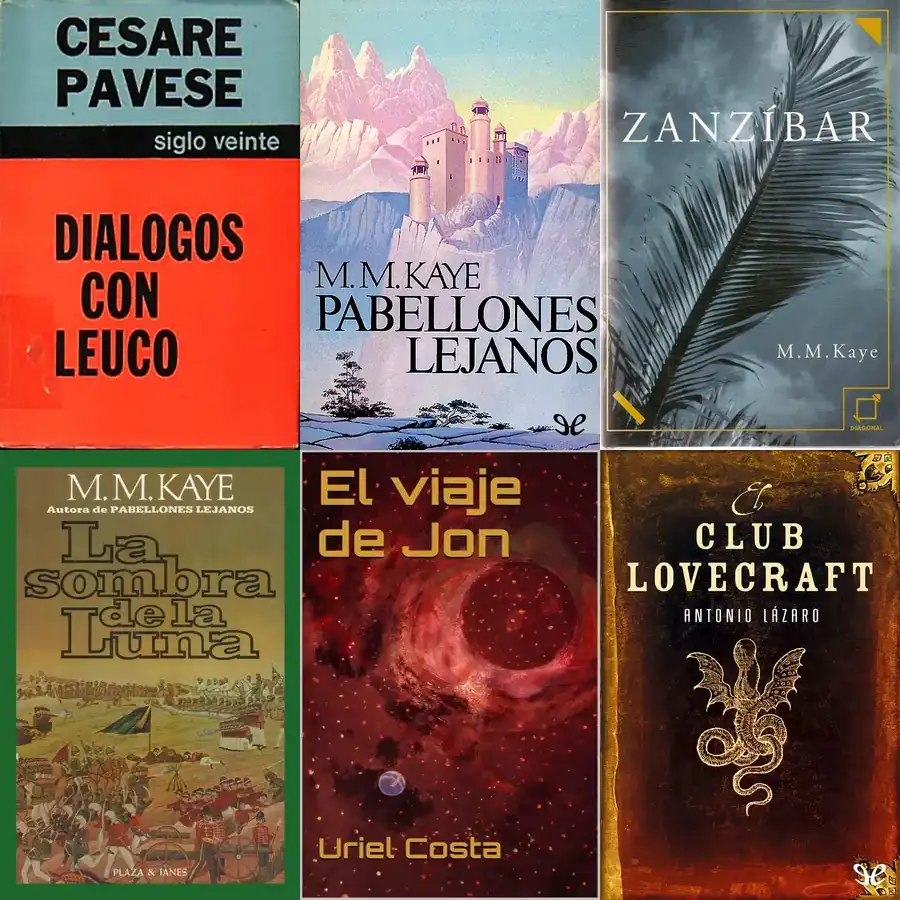 CESARE
PAVESE
siglo veinte
DIALOGOS
CON
LEUCO
M.M.KAYE
PABELLONES
LEJANOS
ZANZÍBAR
M.M.Kaye
DIAGONAL
M.M.KAYE
Autora de PABELLONES LEJANOS
La
sombra
de la
Luna
PLAZA & JANES
El viaje
de Jon
Uriel Costa
El
CLUB
LOVECRAFT
ANTONIO LÁZARO